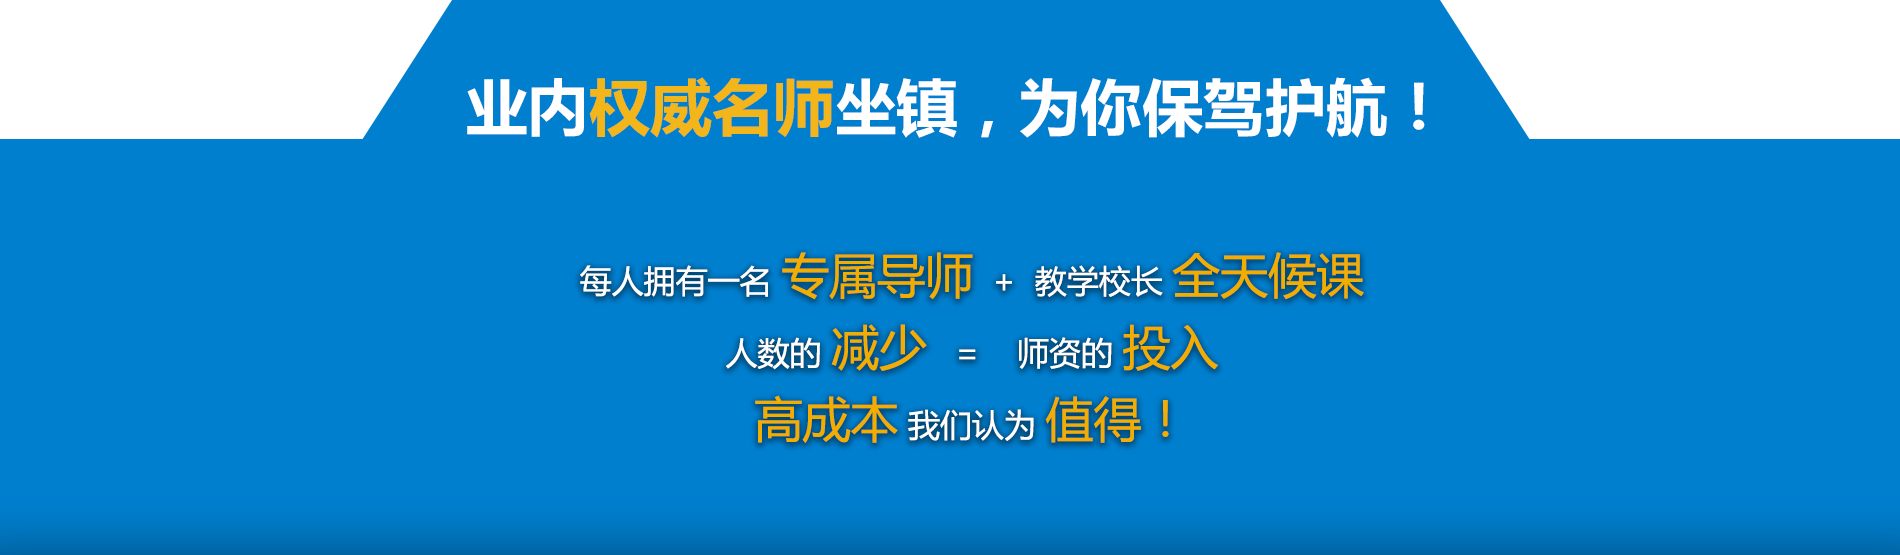 业内权威名师坐镇，为你保驾护航！
每人拥有一名 专属导师 + 教学校长 全天候课
人数的 减少 = 师资的 投入
高成本 我们认为 值得！